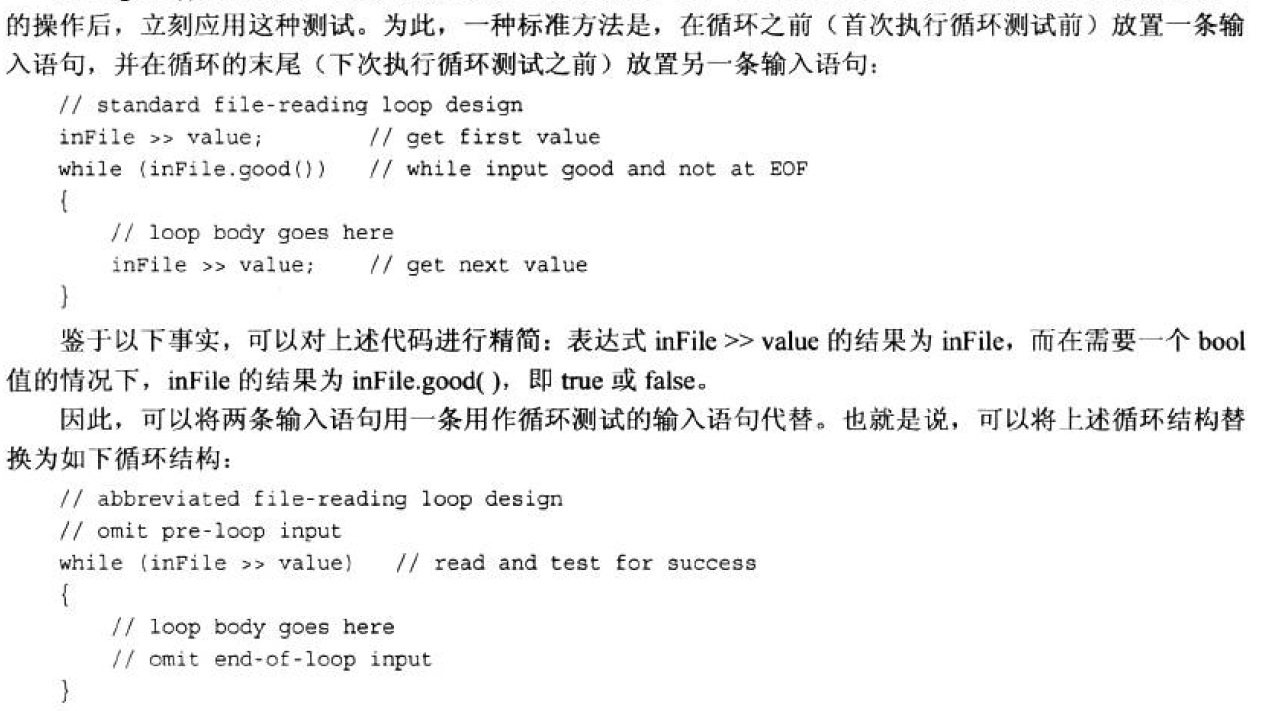 的操作后，立刻应用这种测试。为此，一种标准方法是，在循环之前（首次执行循环测试前）放置一条输
入语句，并在循环的末尾（下次执行循环测试之前）放置另一条输入语句：
// standard file-reading loop design
inFile >> value;        // get first value
while (inFile.good())   // while input good and not at EOF
{
    // loop body goes here
    inFile >> value;    // get next value
}
鉴于以下事实，可以对上述代码进行精简：表达式 inFile >> value 的结果为 inFile，而在需要一个 bool
值的情况下，inFile 的结果为 inFile.good( )，即 true 或 false。
因此，可以将两条输入语句用一条用作循环测试的输入语句代替。也就是说，可以将上述循环结构替
换为如下循环结构：
// abbreviated file-reading loop design
// omit pre-loop input
while (inFile >> value)   // read and test for success
{
    // loop body goes here
    // omit end-of-loop input
}